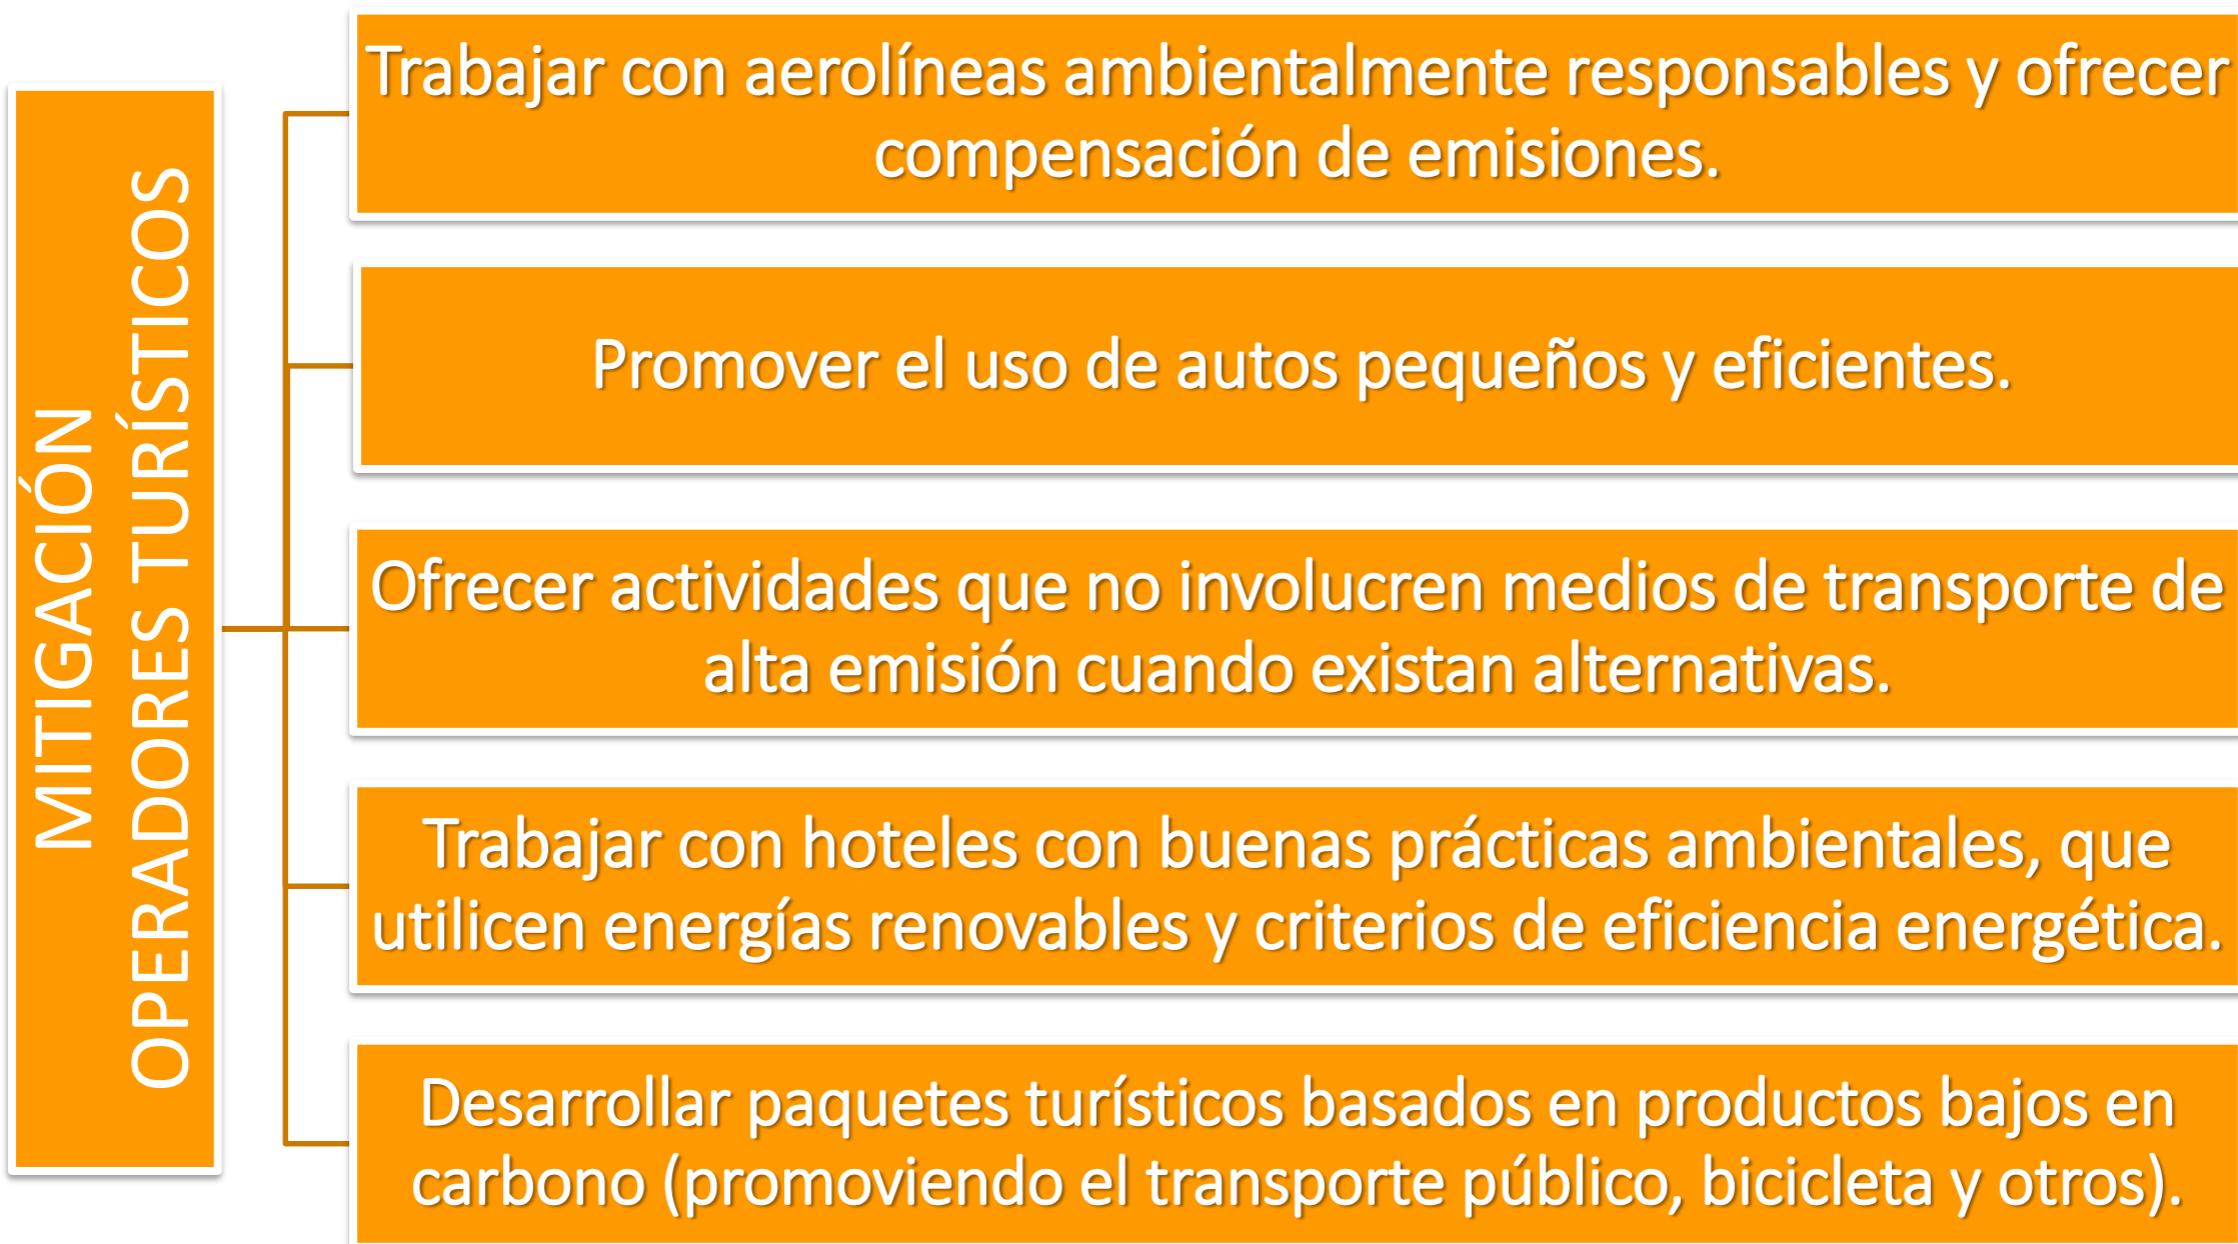 MITIGACIÓN
OPERADORES TURÍSTICOS
Trabajar con aerolíneas ambientalmente responsables y ofrecer
compensación de emisiones.
Promover el uso de autos pequeños y eficientes.
Ofrecer actividades que no involucren medios de transporte de
alta emisión cuando existan alternativas.
Trabajar con hoteles con buenas prácticas ambientales, que
utilicen energías renovables y criterios de eficiencia energética.
Desarrollar paquetes turísticos basados en productos bajos en
carbono (promoviendo el transporte público, bicicleta y otros).